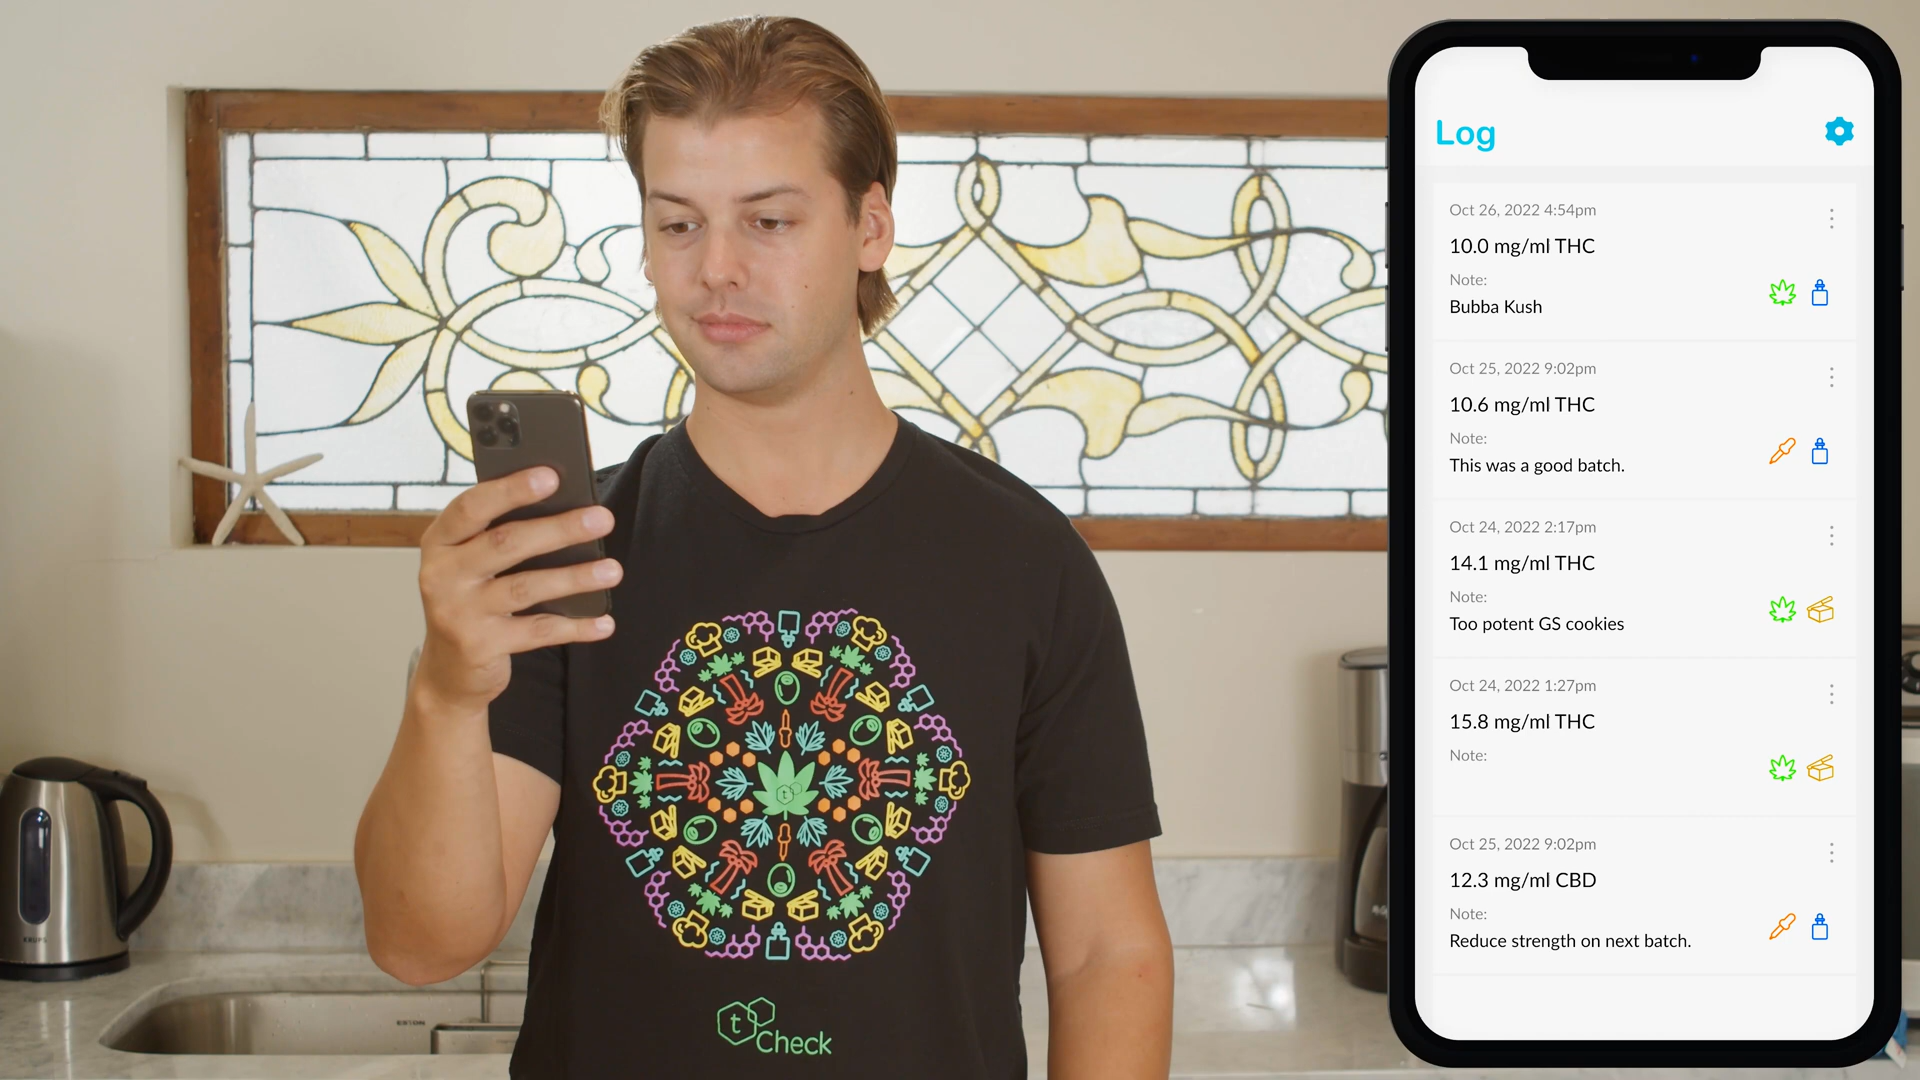 Log
Oct 26, 2022 4:54pm
10.0 mg/ml THC
Note:
Bubba Kush
Oct 25, 2022 9:02pm
10.6 mg/ml THC
Note:
This was a good batch.
Oct 24, 2022 2:17pm
14.1 mg/ml THC
Note:
Too potent GS cookies
Oct 24, 2022 1:27pm
15.8 mg/ml THC
Note:
Oct 25, 2022 9:02pm
12.3 mg/ml CBD
Note:
Reduce strength on next batch.
t
t
Check
KRUPS